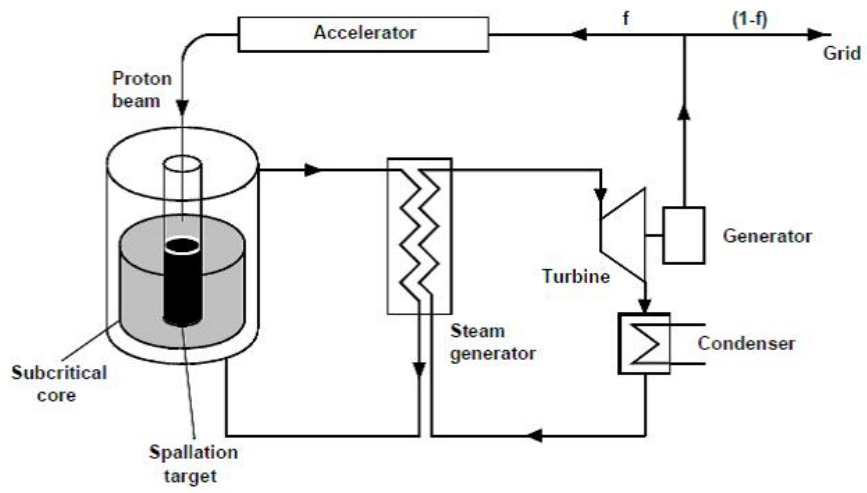 f
(1-f)
Accelerator
Grid
Proton
beam
Generator
Turbine
Steam
generator
Condenser
Subcritical
core
Spallation
target